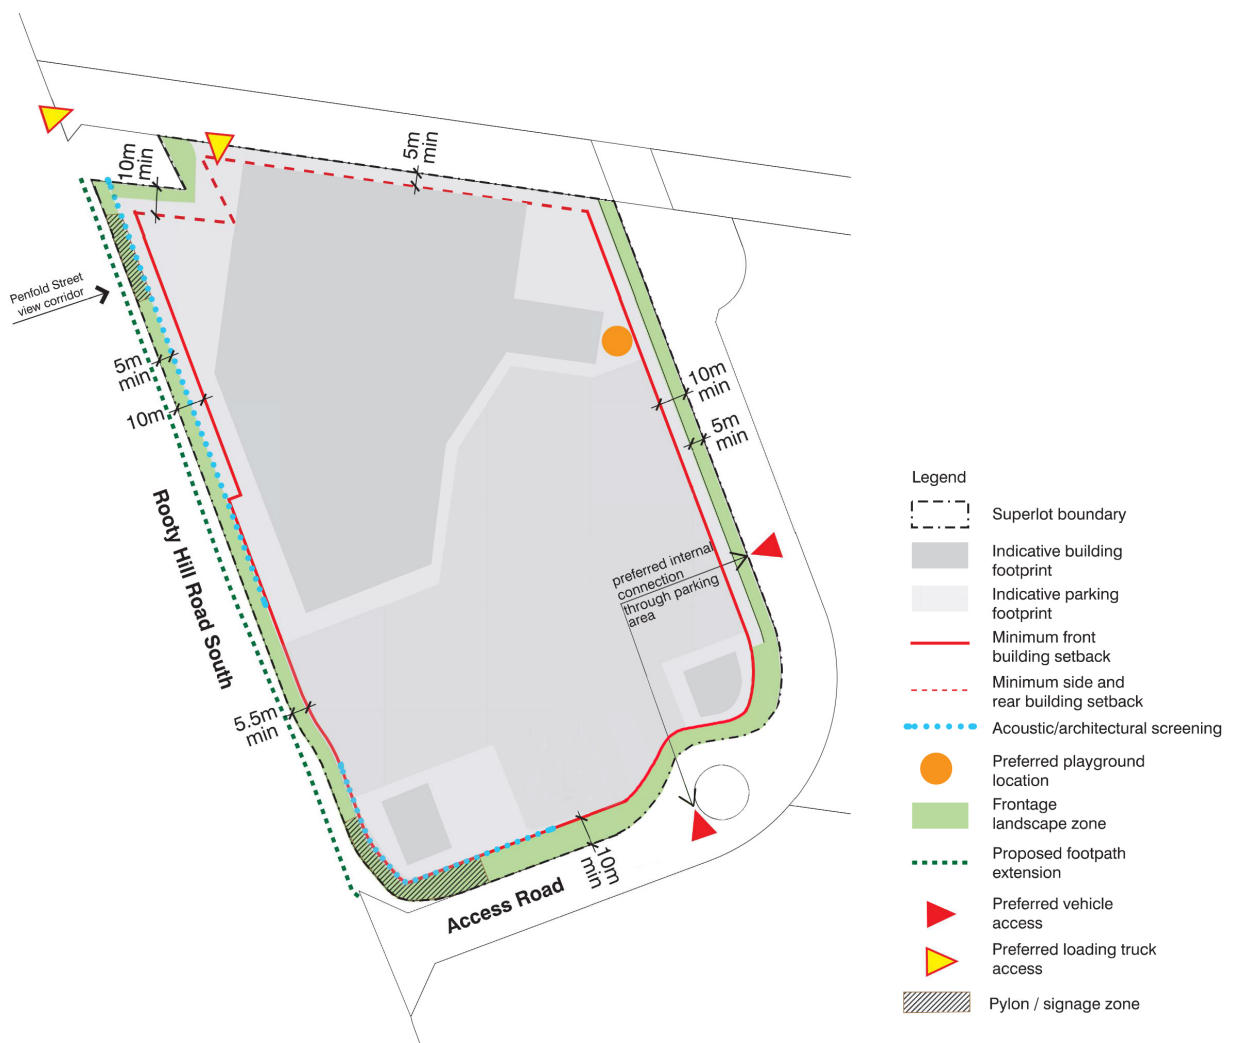 5m
min
10m
min
Penfold Street
view corridor
5m
min
10m
10m
min
5m
min
Rooty Hill Road South
preferred internal
connection
through parking
area
5.5m
min
10m
min
Access Road
Legend
Superlot boundary
Indicative building
footprint
Indicative parking
footprint
Minimum front
building setback
Minimum side and
rear building setback
Acoustic/architectural screening
Preferred playground
location
Frontage
landscape zone
Proposed footpath
extension
Preferred vehicle
access
Preferred loading truck
access
Pylon / signage zone